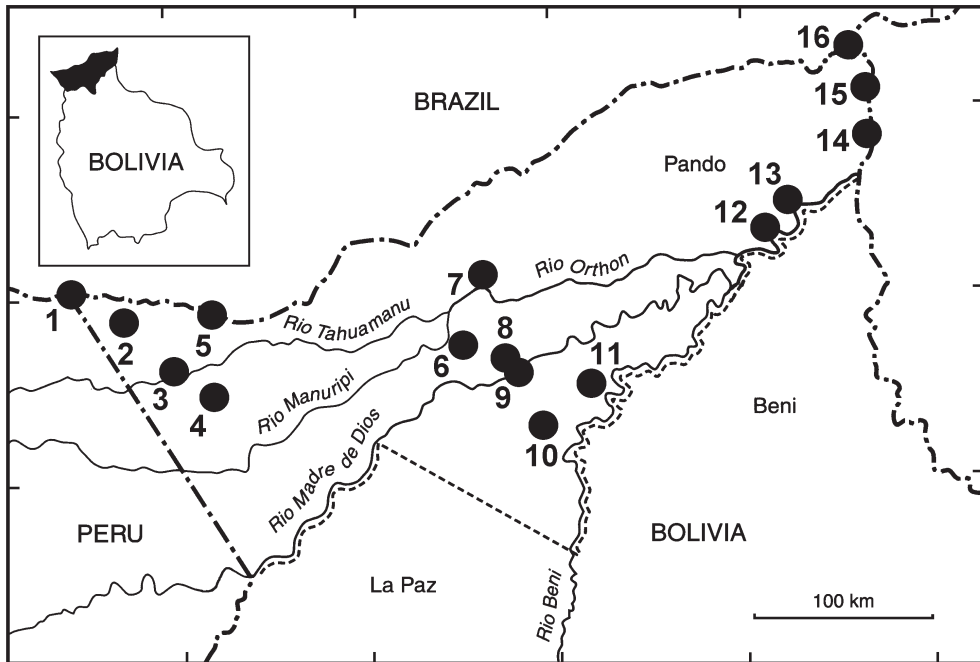 16
BRAZIL
15
14
BOLIVIA
Pando
13
12
7
Rio Orthon
1
2
5
Rio Tahuamanu
8
6
11
3
9
Rio Manuripi
4
Beni
10
Rio Madre de Dios
PERU
BOLIVIA
La Paz
Rio Beni
100 km